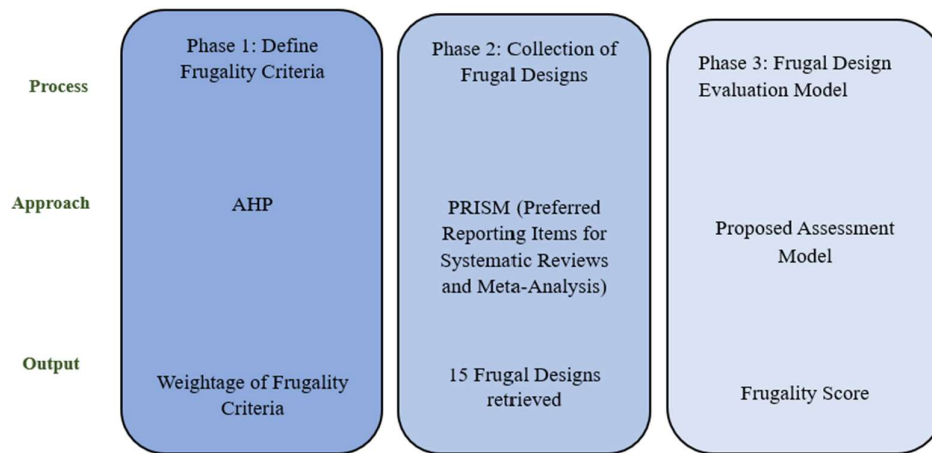 Process
Phase 1: Define
Frugality Criteria
Phase 2: Collection of
Frugal Designs
Phase 3: Frugal Design
Evaluation Model
Approach
AHP
PRISM (Preferred
Reporting Items for
Systematic Reviews
and Meta-Analysis)
Proposed Assessment
Model
Output
Weightage of Frugality
Criteria
15 Frugal Designs
retrieved
Frugality Score